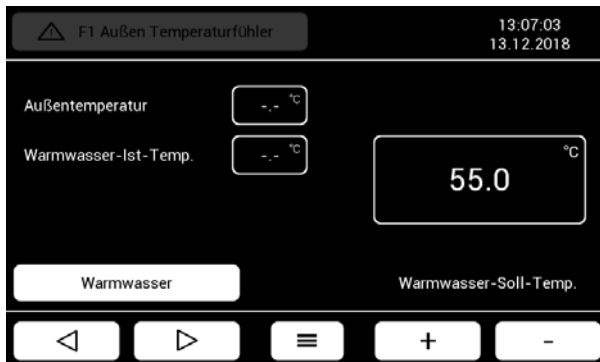 F1 Außen Temperaturfühler
13:07:03
13.12.2018
Außentemperatur
-.- °C
Warmwasser-Ist-Temp.
-.- °C
55.0 °C
Warmwasser
Warmwasser-Soll-Temp.
+ -